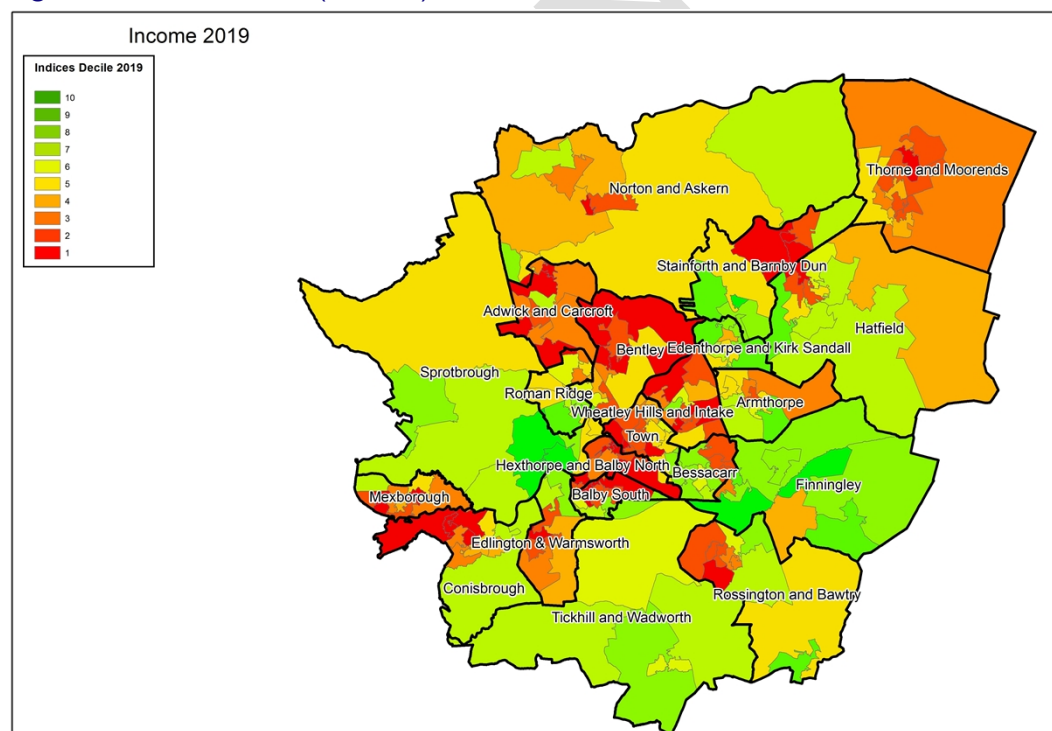 Income 2019
Indices Decile 2019
10
9
8
7
6
5
4
3
2
1
Thorne and Moorends
Norton and Askern
Stainforth and Barnby Dun
Adwick and Carcroft
Hatfield
Bentley
Edenthorpe and Kirk Sandall
Sprotbrough
Roman Ridge
Armthorpe
Wheatley Hills and Intake
Town
Hexthorpe and Balby North
Bessacarr
Finningley
Mexborough
Balby South
Edlington & Warmsworth
Conisbrough
Rossington and Bawtry
Tickhill and Wadworth